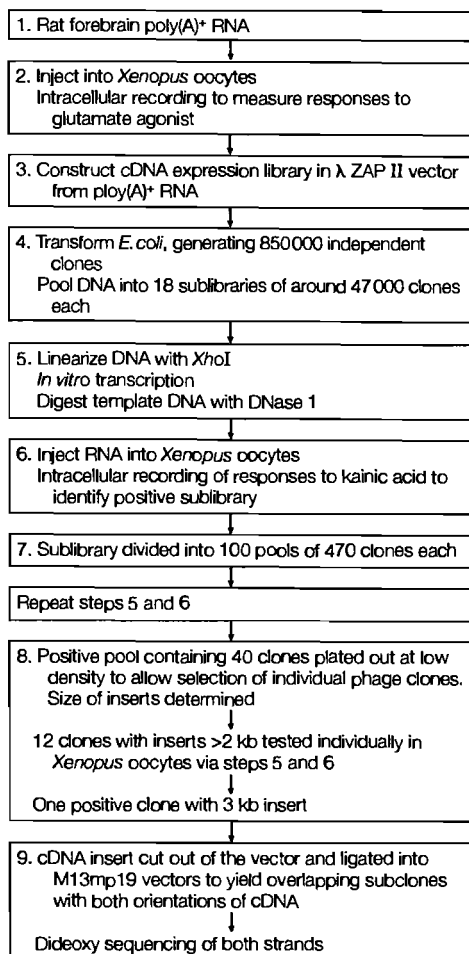 1. Rat forebrain poly(A)+ RNA
2. Inject into Xenopus oocytes
Intracellular recording to measure responses to
glutamate agonist
3. Construct cDNA expression library in λ ZAP II vector
from ploy(A)+ RNA
4. Transform E. coli, generating 850000 independent
clones
Pool DNA into 18 sublibraries of around 47000 clones
each
5. Linearize DNA with XhoI
In vitro transcription
Digest template DNA with DNase 1
6. Inject RNA into Xenopus oocytes
Intracellular recording of responses to kainic acid to
identify positive sublibrary
7. Sublibrary divided into 100 pools of 470 clones each
Repeat steps 5 and 6
8. Positive pool containing 40 clones plated out at low
density to allow selection of individual phage clones.
Size of inserts determined
12 clones with inserts >2 kb tested individually in
Xenopus oocytes via steps 5 and 6
One positive clone with 3 kb insert
9. cDNA insert cut out of the vector and ligated into
M13mp19 vectors to yield overlapping subclones
with both orientations of cDNA
Dideoxy sequencing of both strands